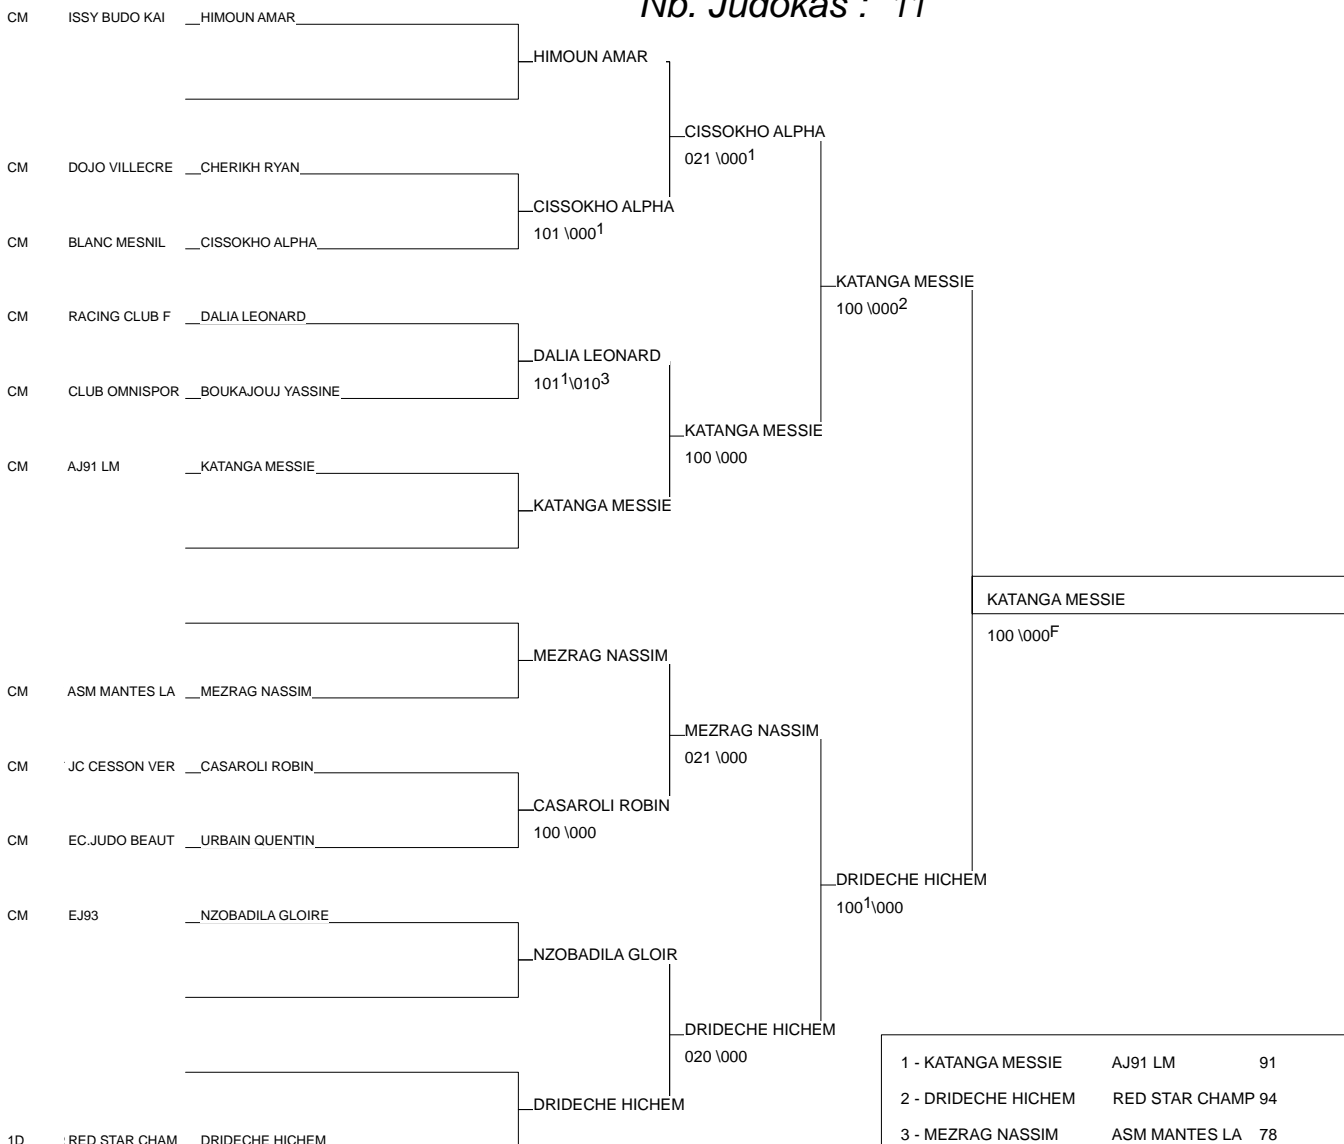 Nb. Judokas : 11
CM ISSY BUDO KAI HIMOUN AMAR
HIMOUN AMAR
CISSOKHO ALPHA
021 \000¹
CM DOJO VILLECRE CHERIKH RYAN
CISSOKHO ALPHA
101 \000¹
CM BLANC MESNIL CISSOKHO ALPHA
KATANGA MESSIE
100 \000²
CM RACING CLUB F DALIA LEONARD
DALIA LEONARD
101¹\010³
CM CLUB OMNISPOR BOUKAJOUJ YASSINE
KATANGA MESSIE
100 \000
CM AJ91 LM KATANGA MESSIE
KATANGA MESSIE
KATANGA MESSIE
100 \000F
MEZRAG NASSIM
CM ASM MANTES LA MEZRAG NASSIM
MEZRAG NASSIM
021 \000
CM JC CESSON VER CASAROLI ROBIN
CASAROLI ROBIN
100 \000
CM EC.JUDO BEAUT URBAIN QUENTIN
DRIDECHE HICHEM
100¹\000
CM EJ93 NZOBADILA GLOIRE
NZOBADILA GLOIR
DRIDECHE HICHEM
020 \000
DRIDECHE HICHEM
1D RED STAR CHAM DRIDECHE HICHEM
1 - KATANGA MESSIE AJ91 LM 91
2 - DRIDECHE HICHEM RED STAR CHAMP 94
3 - MEZRAG NASSIM ASM MANTES LA 78